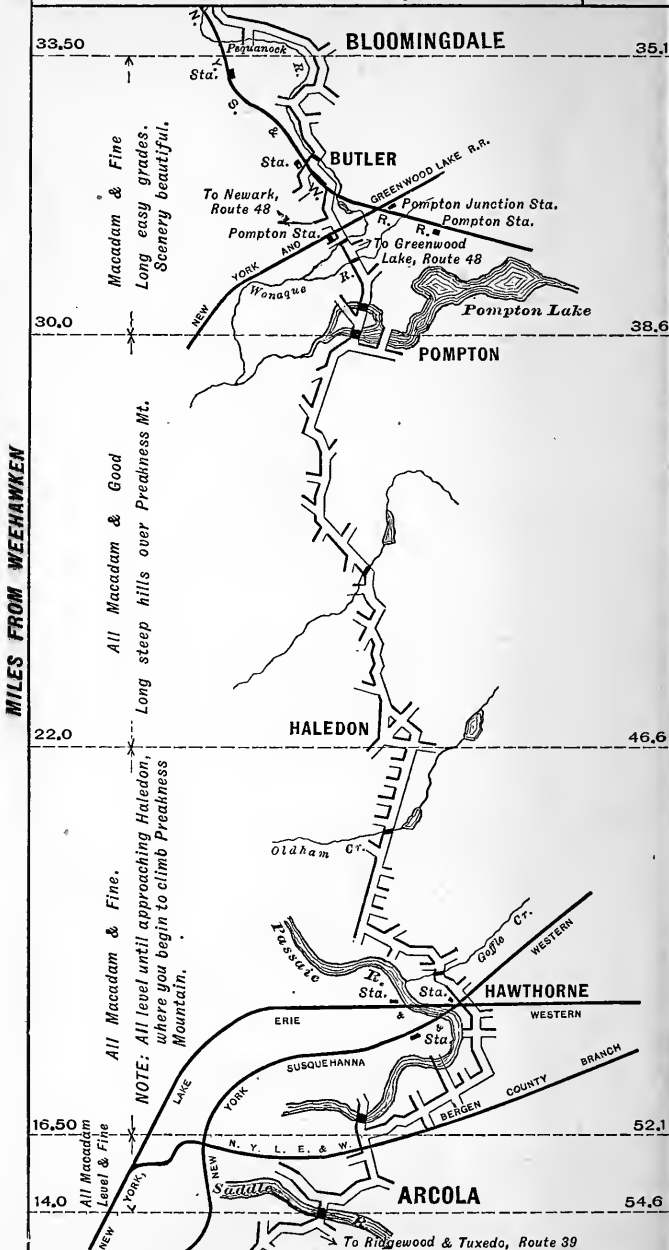 BLOOMINGDALE
33.50
35.1
Pequanock
R.
Sta.
N. Y. S. & W.
Sta.
BUTLER
GREENWOOD LAKE R.R.
To Newark,
Route 48
Pompton Junction Sta.
R. R.
Pompton Sta.
Pompton Sta.
To Greenwood
Lake, Route 48
NEW YORK AND
Wonaque R.
Pompton Lake
Macadam & Fine
Long easy grades.
Scenery beautiful.
30.0
38.6
POMPTON
MILES FROM WEEHAWKEN
All Macadam & Good
Long steep hills over Preakness Mt.
HALEDON
22.0
46.6
Oldham Cr.
All Macadam & Fine.
NOTE: All level until approaching Haledon,
where you begin to climb Preakness
Mountain.
Passaic
R.
Goffle Cr.
WESTERN
Sta.
Sta.
HAWTHORNE
ERIE
&
WESTERN
&
Sta.
SUSQUEHANNA
LAKE
YORK
BERGEN COUNTY BRANCH
16.50
52.1
N. Y. L. E. & W.
All Macadam
Level & Fine
NEW YORK,
NEW
Saddle
R.
ARCOLA
14.0
54.6
To Ridgewood & Tuxedo, Route 39